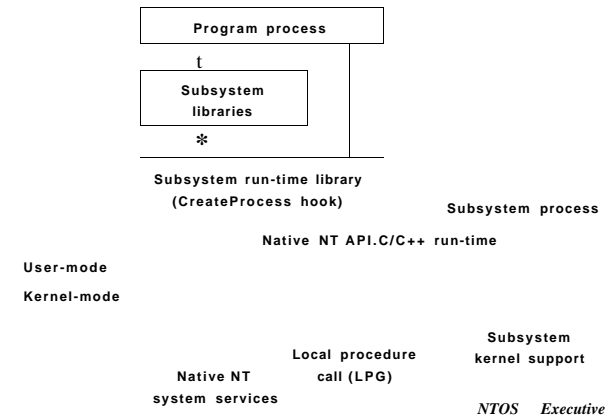 Program process
t
Subsystem
libraries
*
Subsystem run-time library
(CreateProcess hook)
Subsystem process
Native NT API.C/C++ run-time
User-mode
Kernel-mode
Subsystem
kernel support
Local procedure
call (LPG)
Native NT
system services
NTOS Executive